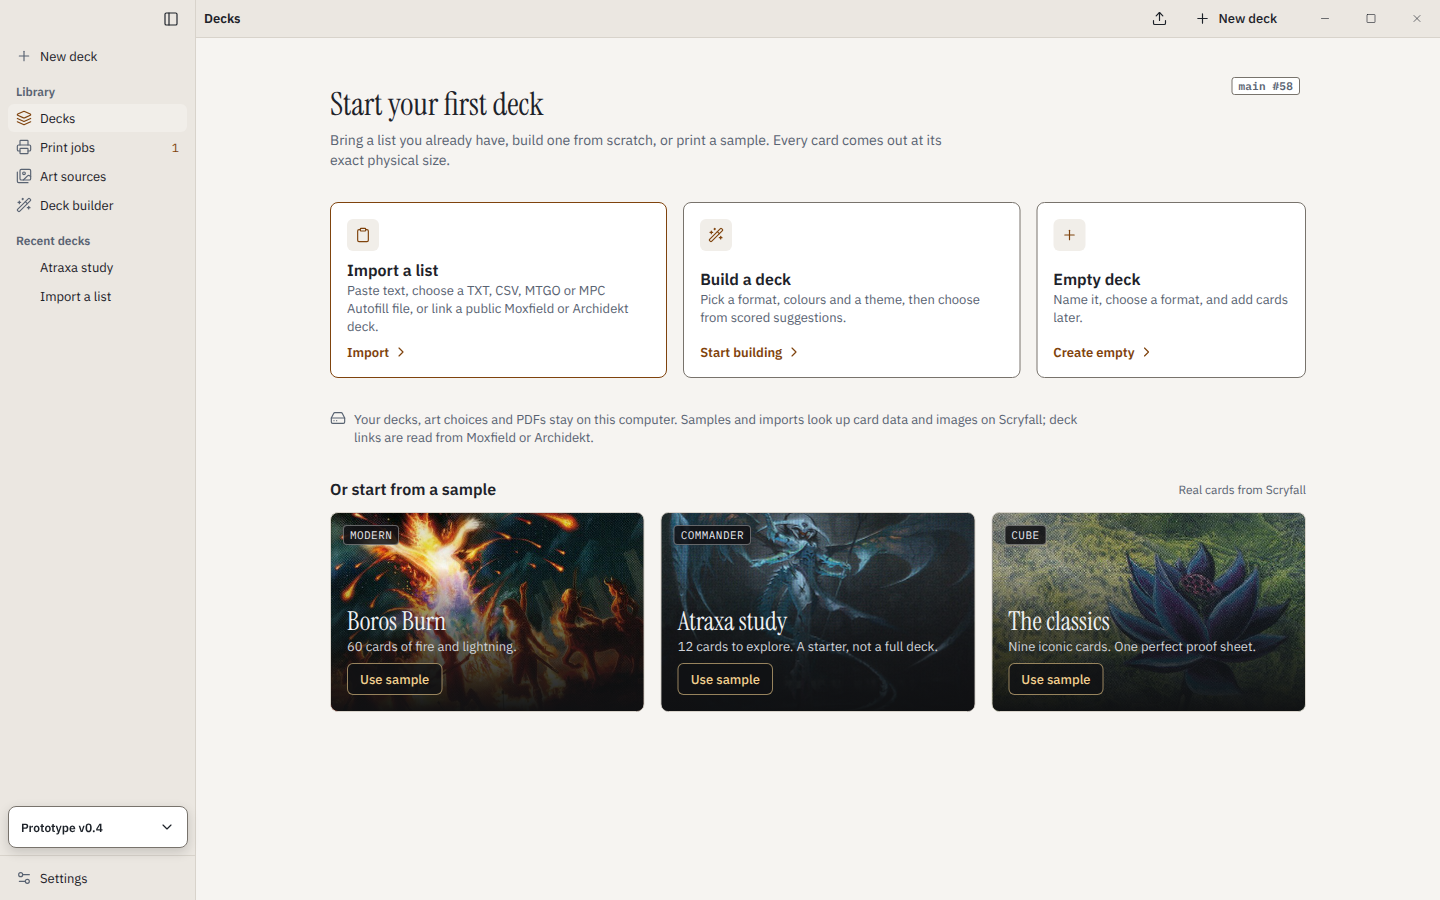 Decks
New deck
New deck
Library
Decks
Print jobs 1
Art sources
Deck builder
Recent decks
Atraxa study
Import a list
Prototype v0.4
Settings
main #58
Start your first deck
Bring a list you already have, build one from scratch, or print a sample. Every card comes out at its
exact physical size.
Import a list
Paste text, choose a TXT, CSV, MTGO or MPC
Autofill file, or link a public Moxfield or Archidekt
deck.
Import
Build a deck
Pick a format, colours and a theme, then choose
from scored suggestions.
Start building
Empty deck
Name it, choose a format, and add cards
later.
Create empty
Your decks, art choices and PDFs stay on this computer. Samples and imports look up card data and images on Scryfall; deck
links are read from Moxfield or Archidekt.
Or start from a sample
Real cards from Scryfall
MODERN
Boros Burn
60 cards of fire and lightning.
Use sample
COMMANDER
Atraxa study
12 cards to explore. A starter, not a full deck.
Use sample
CUBE
The classics
Nine iconic cards. One perfect proof sheet.
Use sample